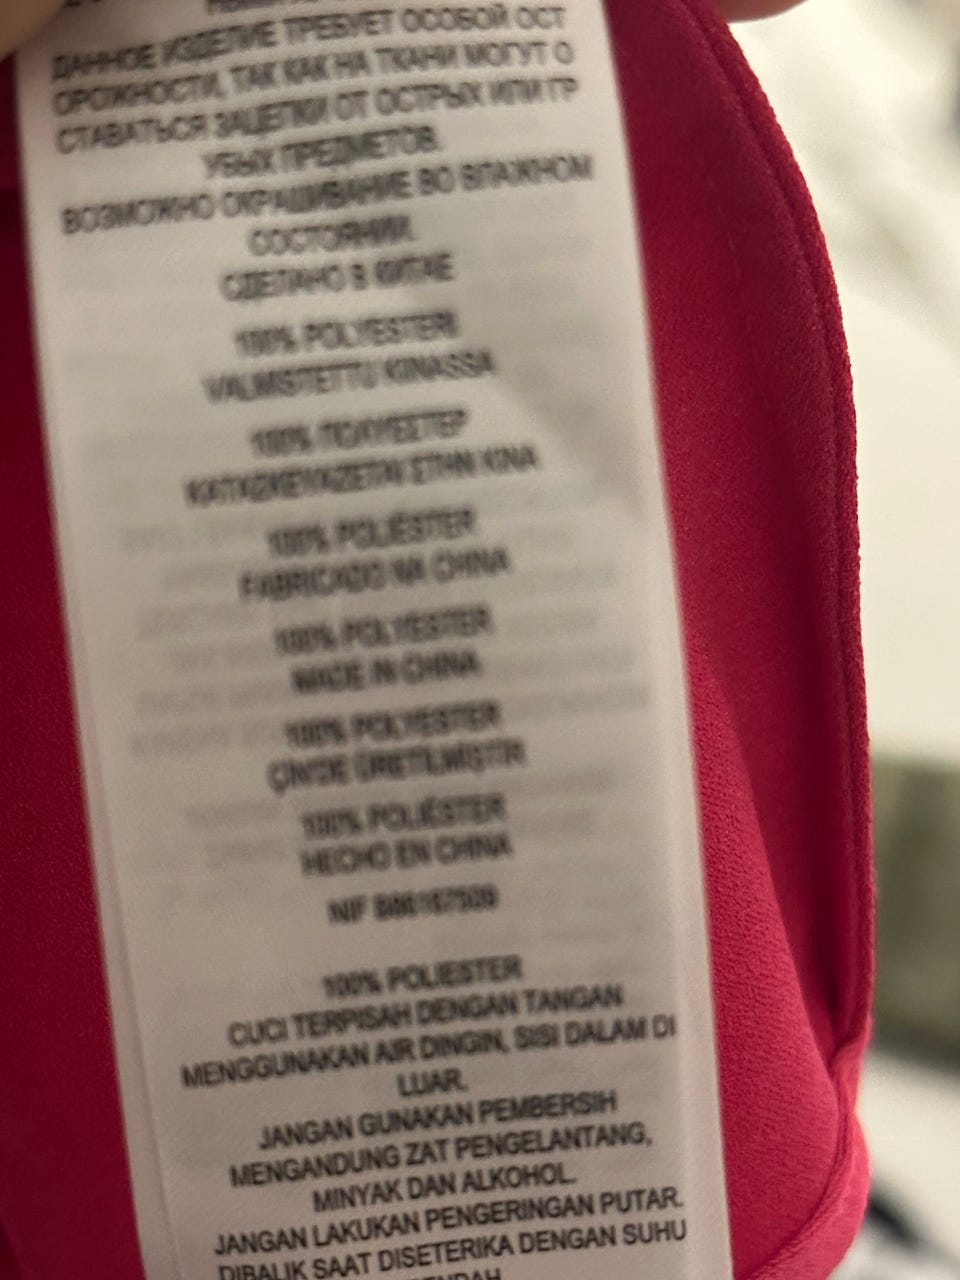 ДАННОЕ ИЗДЕЛИЕ ТРЕБУЕТ ОСОБОЙ ОСТ
ОРОЖНОСТИ, ТАК КАК НА ТКАНИ МОГУТ О
СТАВАТЬСЯ ЗАЦЕПКИ ОТ ОСТРЫХ ИЛИ ГР
УБЫХ ПРЕДМЕТОВ.
ВОЗМОЖНО ОКРАШИВАНИЕ ВО ВЛАЖНОМ
СОСТОЯНИИ.
СДЕЛАНО В КИТАЕ
100% POLYESTERI
VALMISTETTU KIINASSA
100% ΠΟΛΥΕΣΤΕΡ
ΚΑΤΑΣΚΕΥΑΖΕΤΑΙ ΣΤΗΝ ΚΙΝΑ
100% POLIÉSTER
FABRICADO NA CHINA
100% POLYESTER
MADE IN CHINA
100% POLYESTER
ÇİN'DE ÜRETİLMİŞTİR
100% POLIÉSTER
HECHO EN CHINA
NIF
100% POLIESTER
CUCI TERPISAH DENGAN TANGAN
MENGGUNAKAN AIR DINGIN, SISI DALAM DI
LUAR.
JANGAN GUNAKAN PEMBERSIH
MENGANDUNG ZAT PENGELANTANG,
MINYAK DAN ALKOHOL.
JANGAN LAKUKAN PENGERINGAN PUTAR.
DIBALIK SAAT DISETERIKA DENGAN SUHU